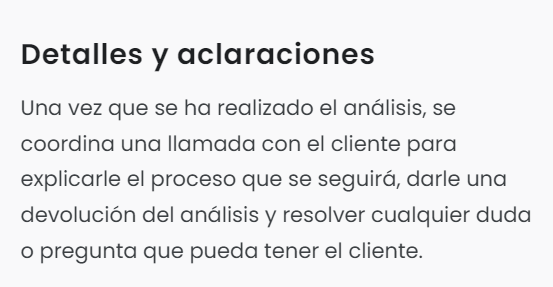 Detalles y aclaraciones
Una vez que se ha realizado el análisis, se
coordina una llamada con el cliente para
explicarle el proceso que se seguirá, darle una
devolución del análisis y resolver cualquier duda
o pregunta que pueda tener el cliente.